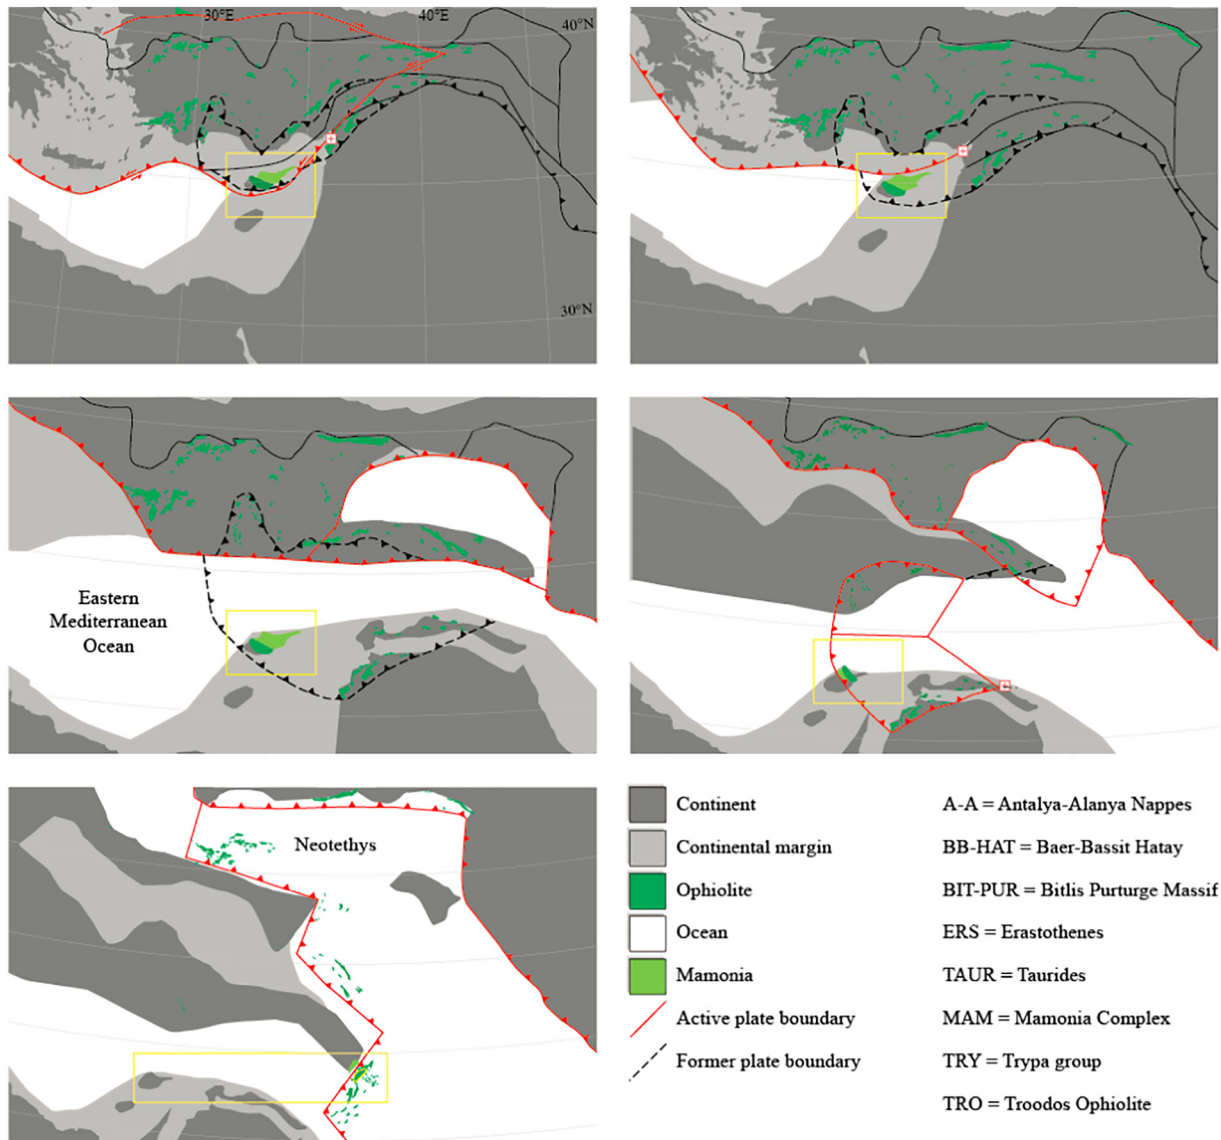 30°E
40°E
40°N
30°N
Eastern
Mediterranean
Ocean
Neotethys
Continent
Continental margin
Ophiolite
Ocean
Mamonia
Active plate boundary
Former plate boundary
A-A = Antalya-Alanya Nappes
BB-HAT = Baer-Bassit Hatay
BIT-PUR = Bitlis Purturge Massif
ERS = Erastothenes
TAUR = Taurides
MAM = Mamonia Complex
TRY = Trypa group
TRO = Troodos Ophiolite